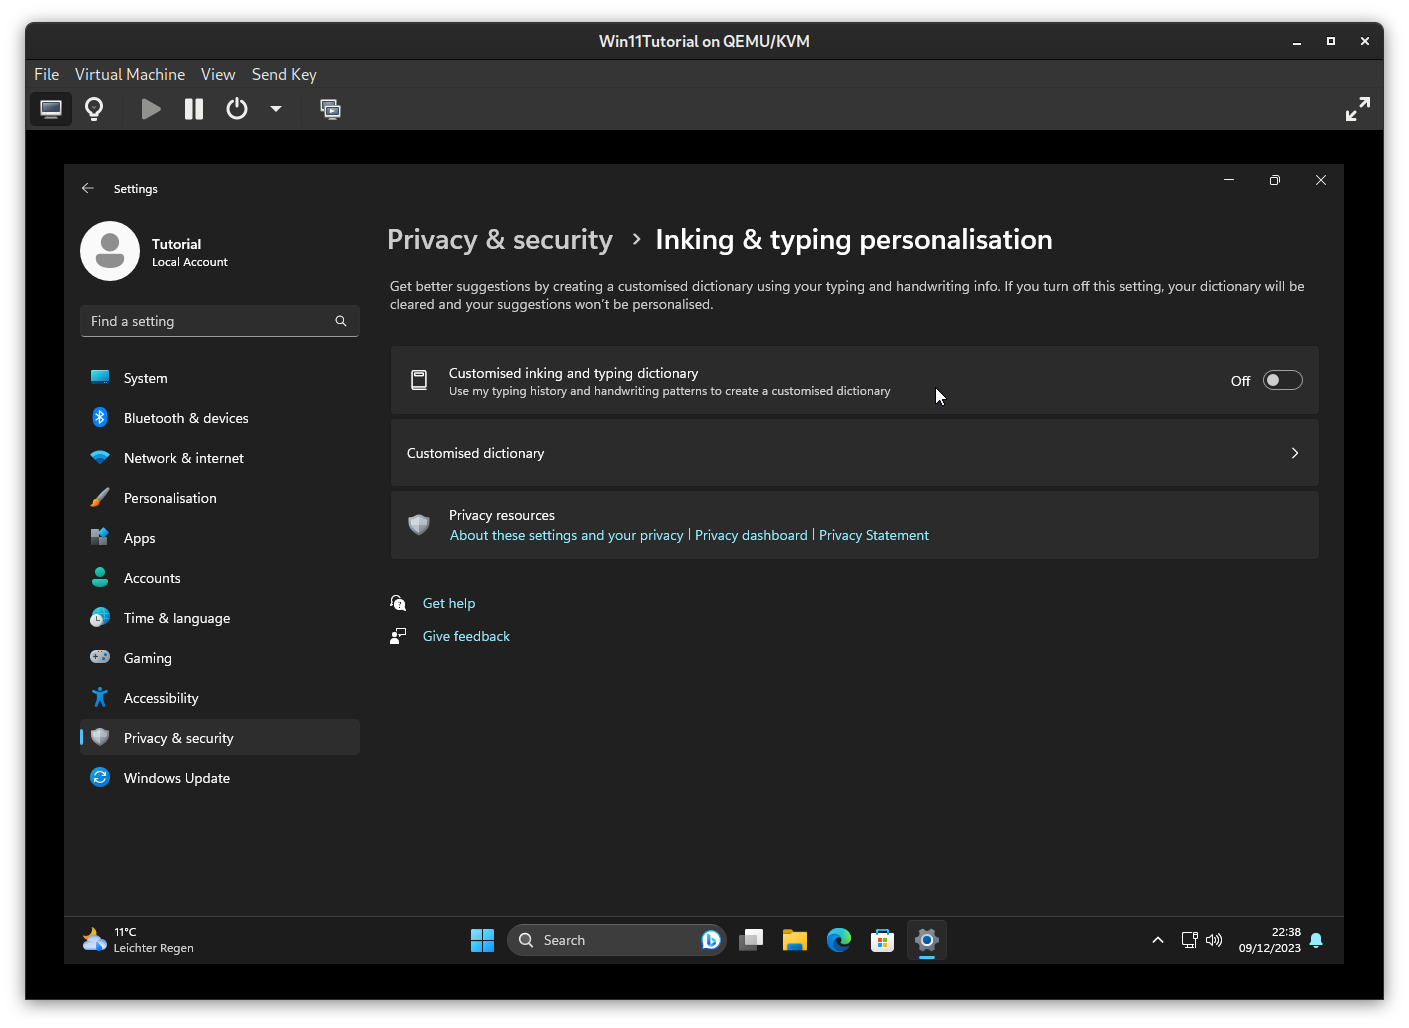 Win11Tutorial on QEMU/KVM
File Virtual Machine View Send Key
Settings
Tutorial
Local Account
Find a setting
System
Bluetooth & devices
Network & internet
Personalisation
Apps
Accounts
Time & language
Gaming
Accessibility
Privacy & security
Windows Update
Privacy & security > Inking & typing personalisation
Get better suggestions by creating a customised dictionary using your typing and handwriting info. If you turn off this setting, your dictionary will be
cleared and your suggestions won't be personalised.
Customised inking and typing dictionary
Use my typing history and handwriting patterns to create a customised dictionary
Off
Customised dictionary
Privacy resources
About these settings and your privacy | Privacy dashboard | Privacy Statement
Get help
Give feedback
11°C
Leichter Regen
Search
22:38
09/12/2023